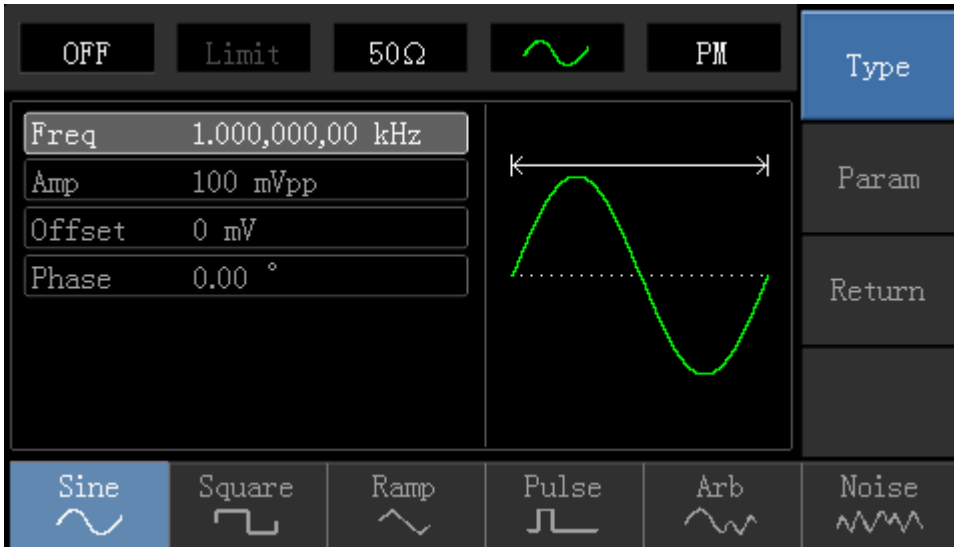 OFF Limit 50Ω PM Type
Freq 1.000,000,00 kHz
Amp 100 mVpp
Param
Offset 0 mV
Phase 0.00 °
Return
Sine Square Ramp Pulse Arb Noise